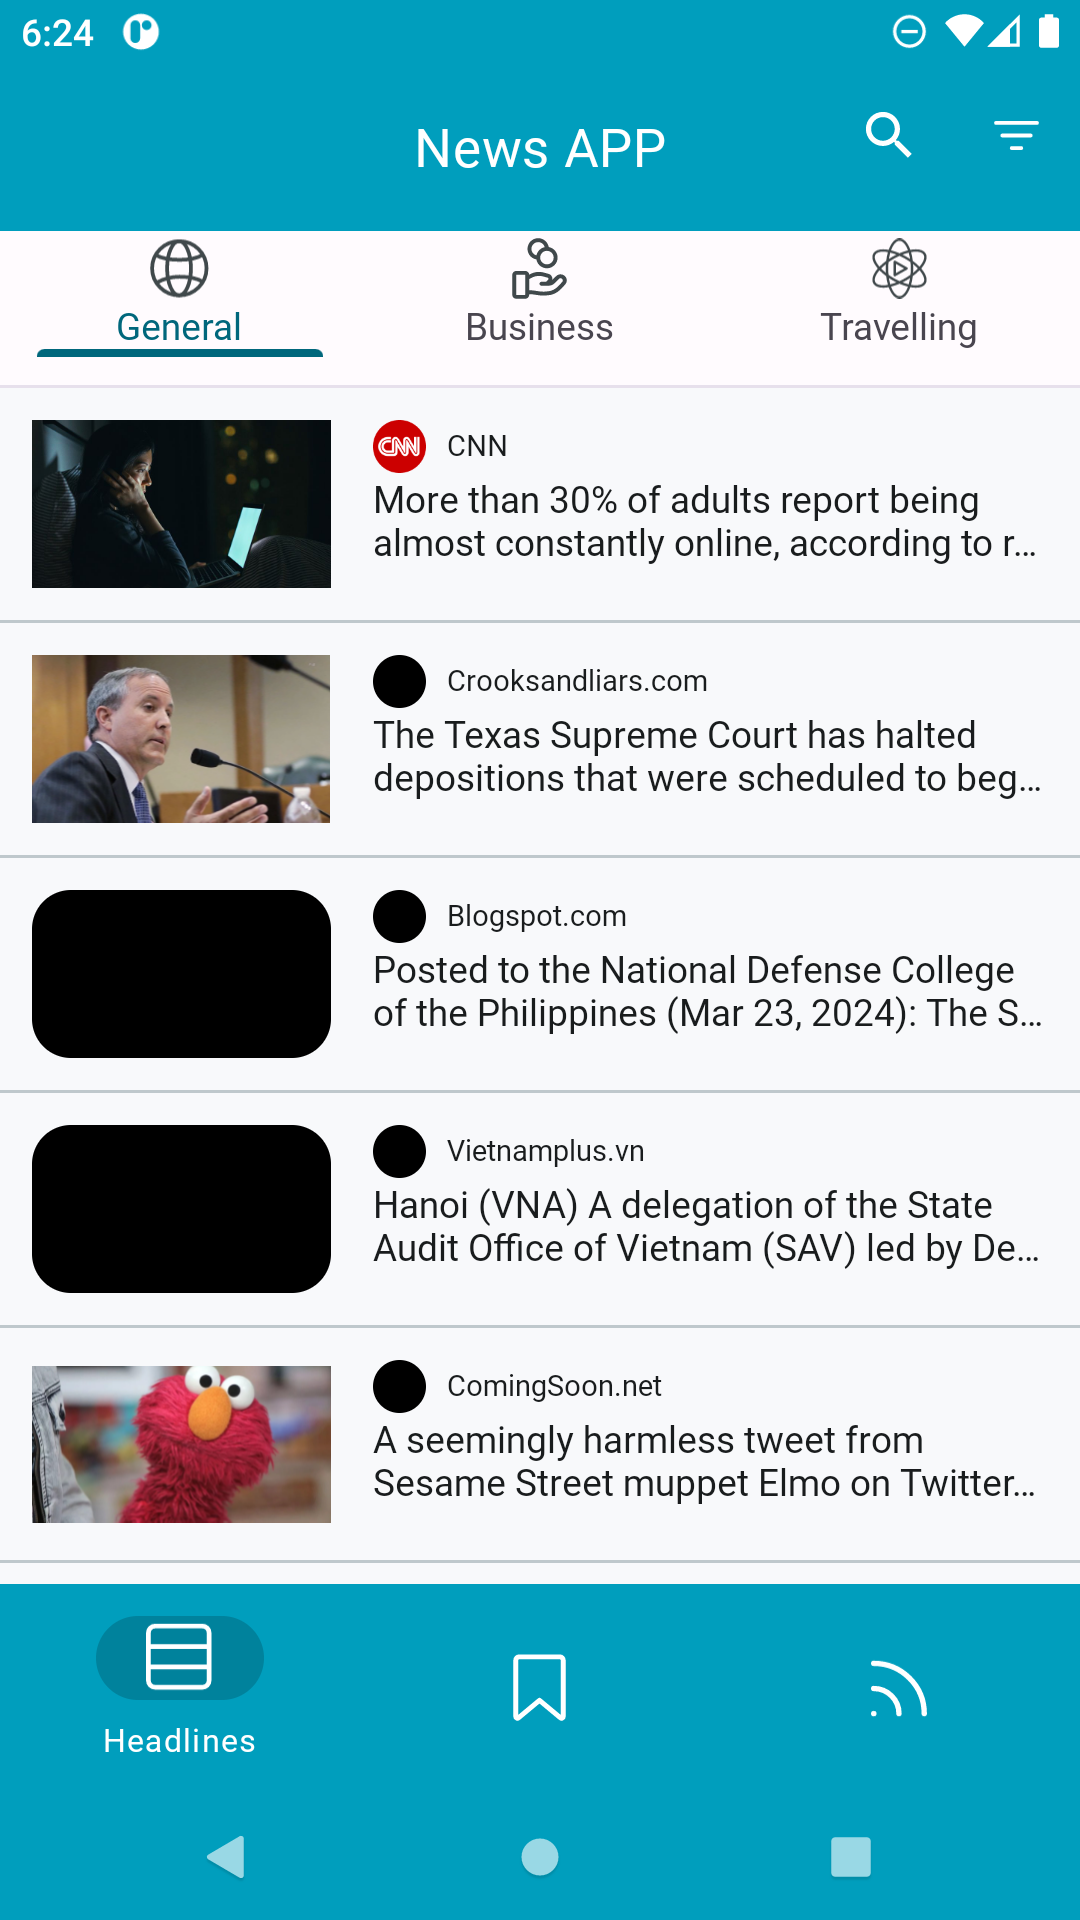 6:24
News APP
General
Business
Travelling
CNN
CNN
More than 30% of adults report being
almost constantly online, according to r…
Crooksandliars.com
The Texas Supreme Court has halted
depositions that were scheduled to beg…
Blogspot.com
Posted to the National Defense College
of the Philippines (Mar 23, 2024): The S…
Vietnamplus.vn
Hanoi (VNA) A delegation of the State
Audit Office of Vietnam (SAV) led by De…
ComingSoon.net
A seemingly harmless tweet from
Sesame Street muppet Elmo on Twitter…
Headlines